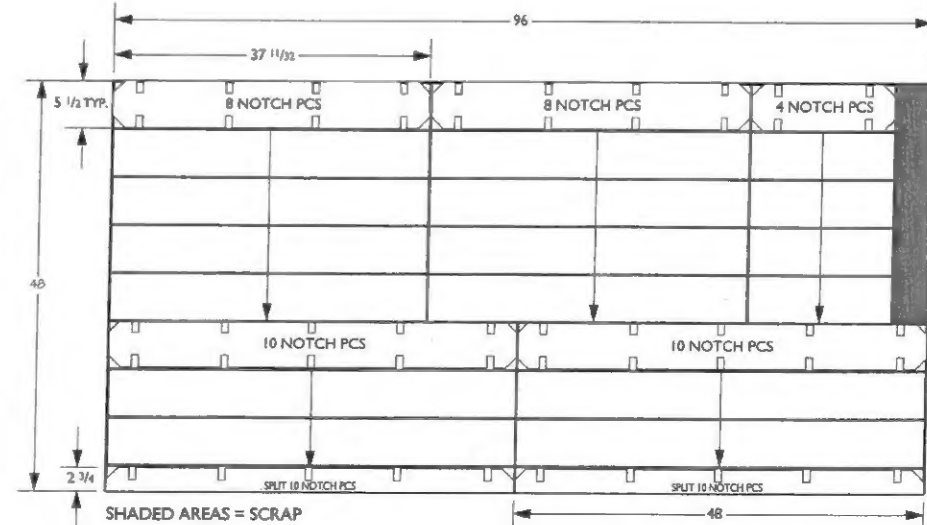 96
37 11/32
5 1/2 TYP.
8 NOTCH PCS
8 NOTCH PCS
4 NOTCH PCS
48
10 NOTCH PCS
10 NOTCH PCS
2 3/4
SPLIT 10 NOTCH PCS
SPLIT 10 NOTCH PCS
SHADED AREAS = SCRAP
48